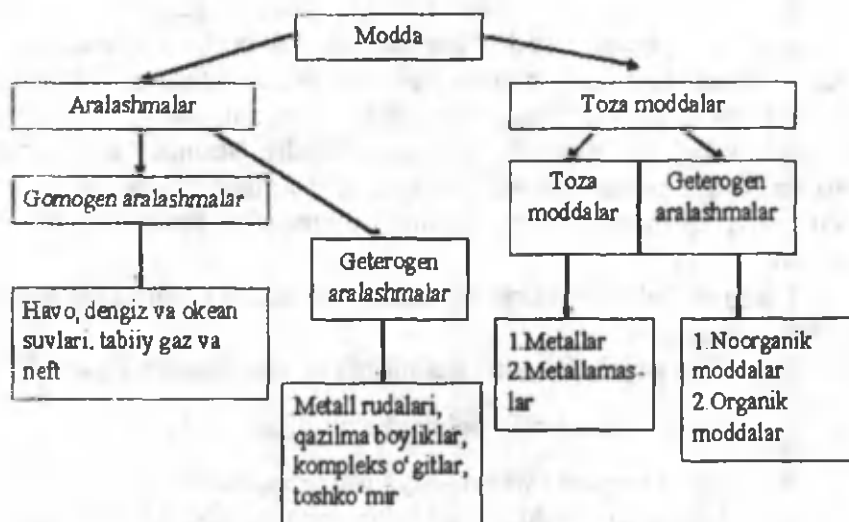 Modda
Aralashmalar
Toza moddalar
Gomogen aralashmalar
Toza
moddalar
Geterogen
aralashmalar
Geterogen
aralashmalar
Havo, dengiz va okean
suvlari, tabiiy gaz va
neft
1.Metallar
2.Metallamas-
lar
1.Noorganik
moddalar
2.Organik
moddalar
Metall rudalari,
qazilma boyliklar,
kompleks o‘gitlar,
toshko‘mir